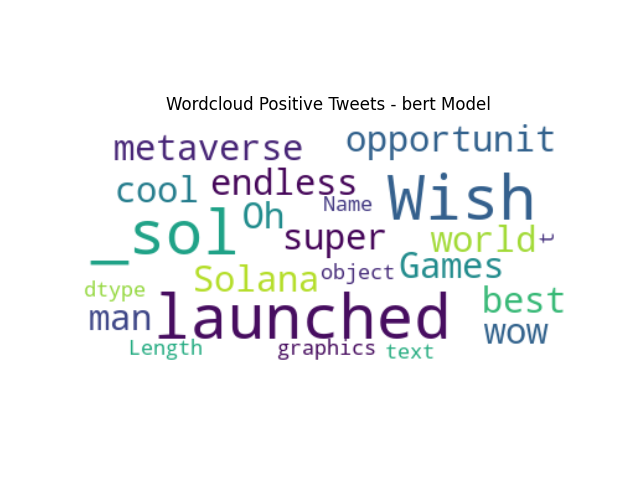 Wordcloud Positive Tweets - bert Model
metaverse opportunit
cool endless Name Wish
_sol Oh super world t
Solana object Games
dtype launched best
man wow
Length graphics text